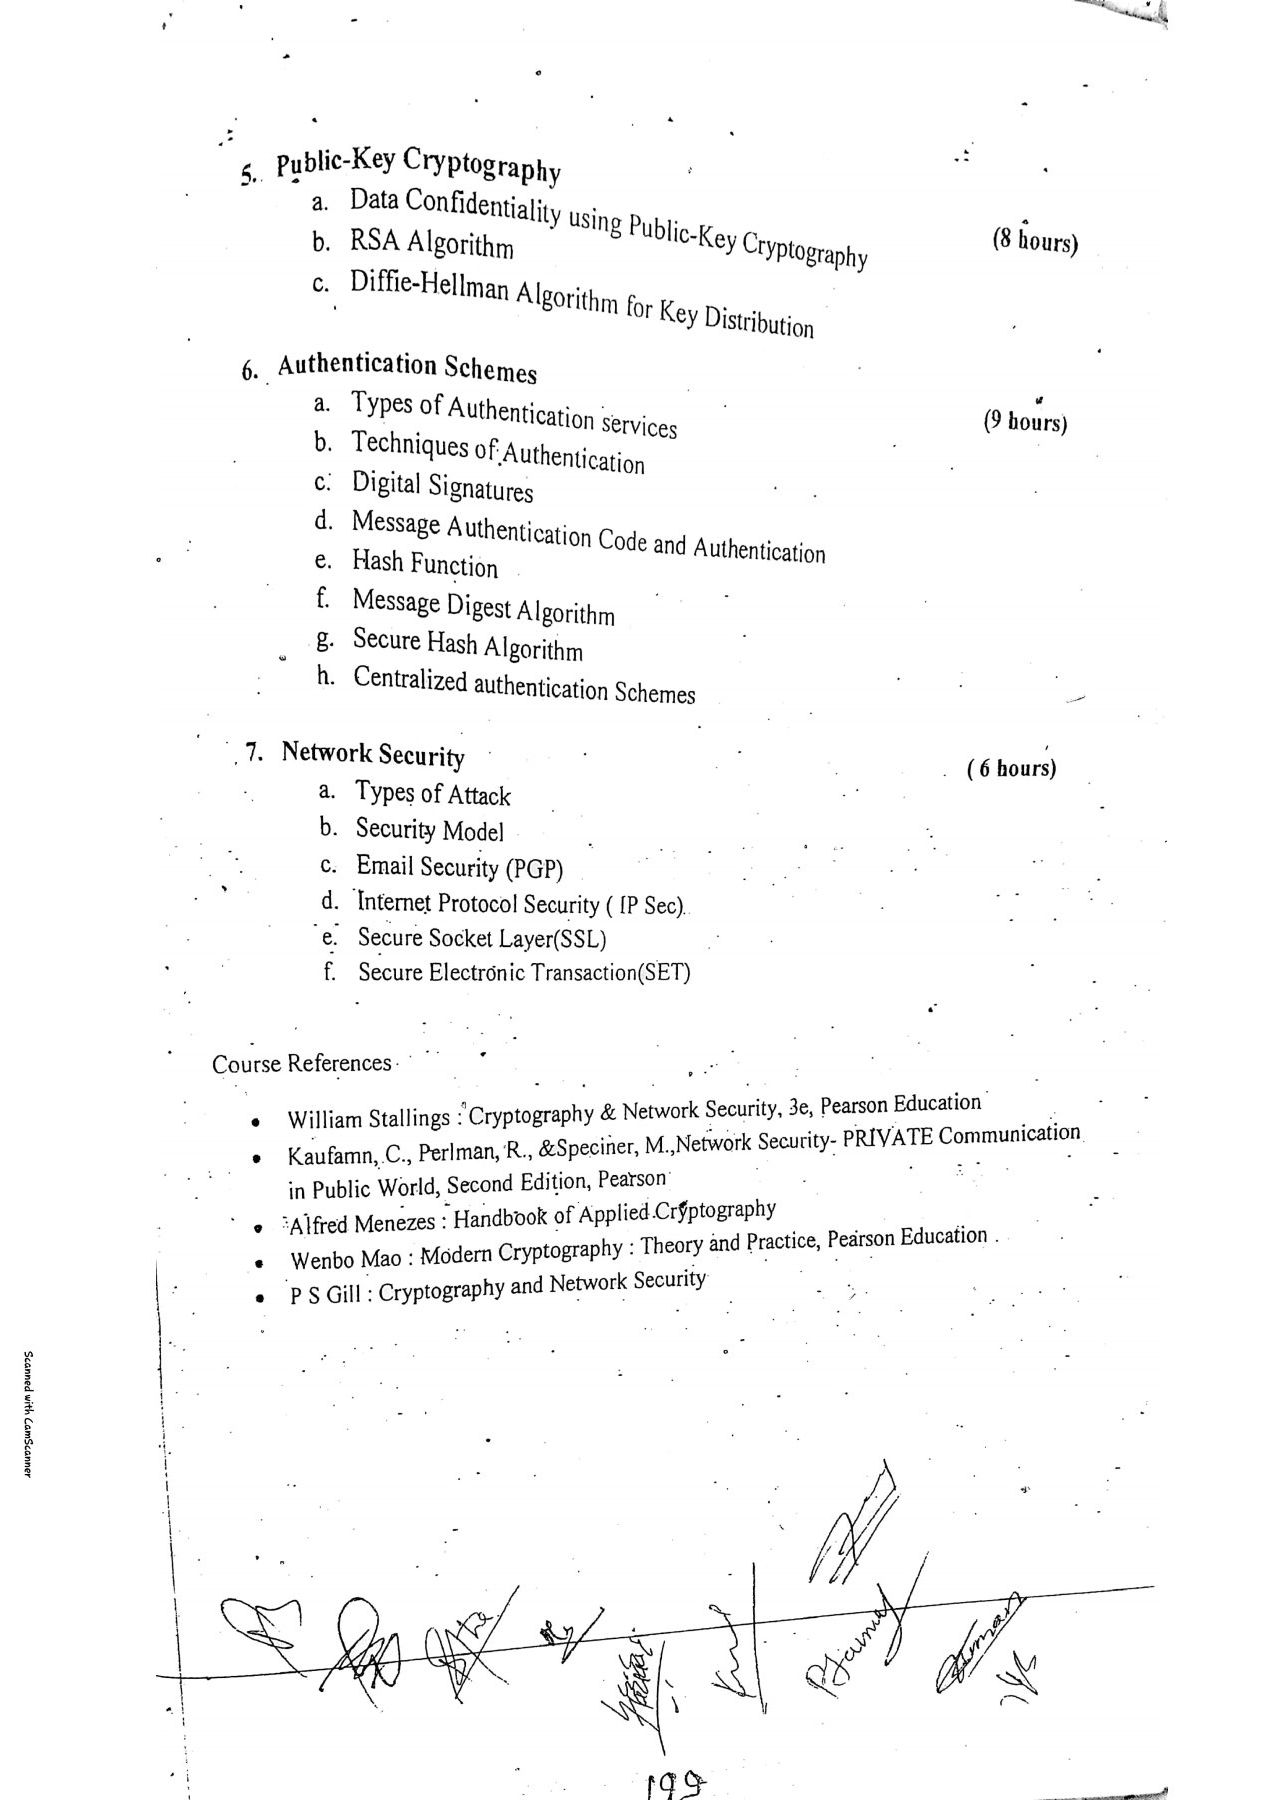 5. Public-Key Cryptography
(8 hours)
a. Data Confidentiality using Public-Key Cryptography
b. RSA Algorithm
c. Diffie-Hellman Algorithm for Key Distribution
6. Authentication Schemes
(9 hours)
a. Types of Authentication services
b. Techniques of Authentication
c. Digital Signatures
d. Message Authentication Code and Authentication
e. Hash Function
f. Message Digest Algorithm
g. Secure Hash Algorithm
h. Centralized authentication Schemes
7. Network Security
( 6 hours)
a. Types of Attack
b. Security Model
c. Email Security (PGP)
d. Internet Protocol Security ( IP Sec)
e. Secure Socket Layer(SSL)
f. Secure Electronic Transaction(SET)
Course References
• William Stallings : Cryptography & Network Security, 3e, Pearson Education
• Kaufamn, C., Perlman, R., &Speciner, M.,Network Security- PRIVATE Communication
in Public World, Second Edition, Pearson
• Alfred Menezes : Handbook of Applied Cryptography
• Wenbo Mao : Modern Cryptography : Theory and Practice, Pearson Education .
• P S Gill : Cryptography and Network Security
Scanned with CamScanner